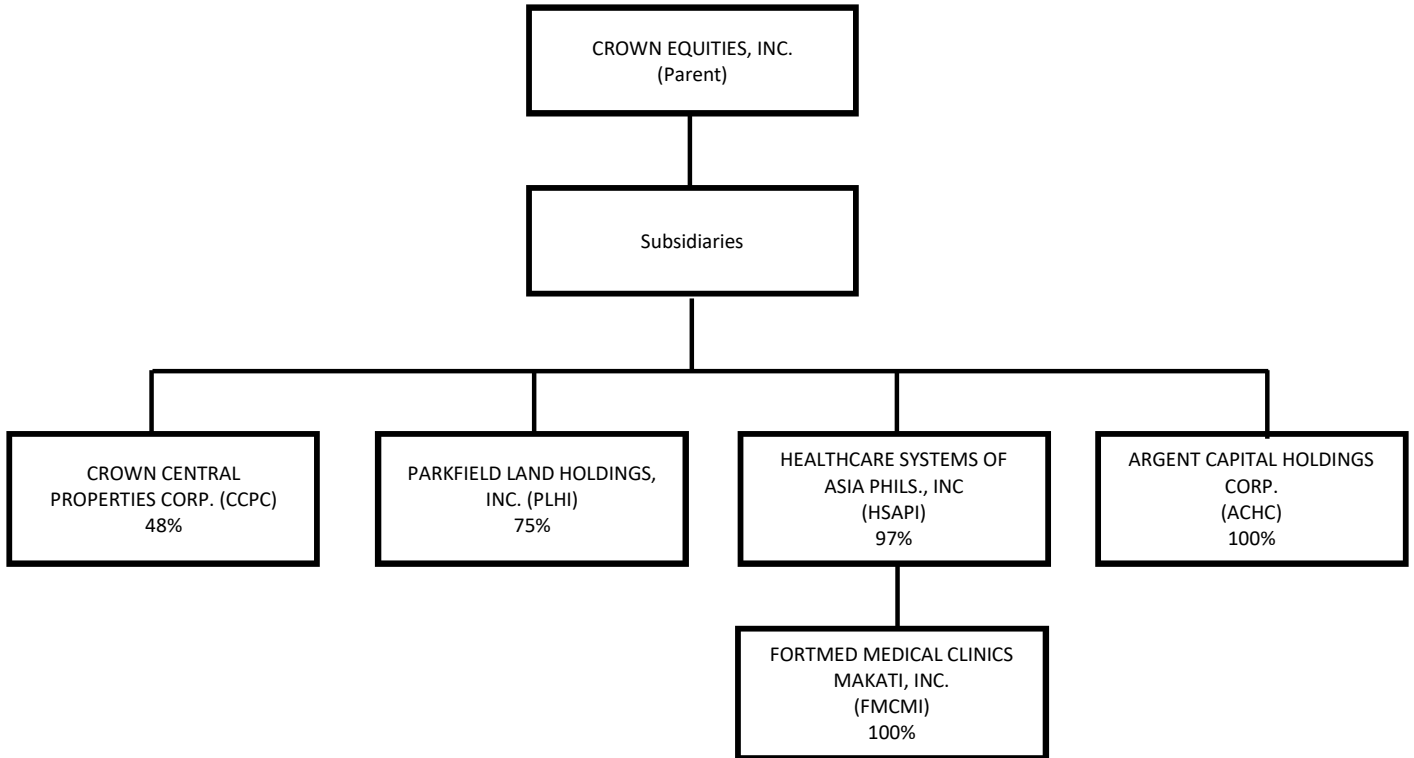 CROWN EQUITIES, INC.
(Parent)
Subsidiaries
CROWN CENTRAL
PROPERTIES CORP. (CCPC)
48%
PARKFIELD LAND HOLDINGS,
INC. (PLHI)
75%
HEALTHCARE SYSTEMS OF
ASIA PHILS., INC
(HSAPI)
97%
ARGENT CAPITAL HOLDINGS
CORP.
(ACHC)
100%
FORTMED MEDICAL CLINICS
MAKATI, INC.
(FMCMI)
100%